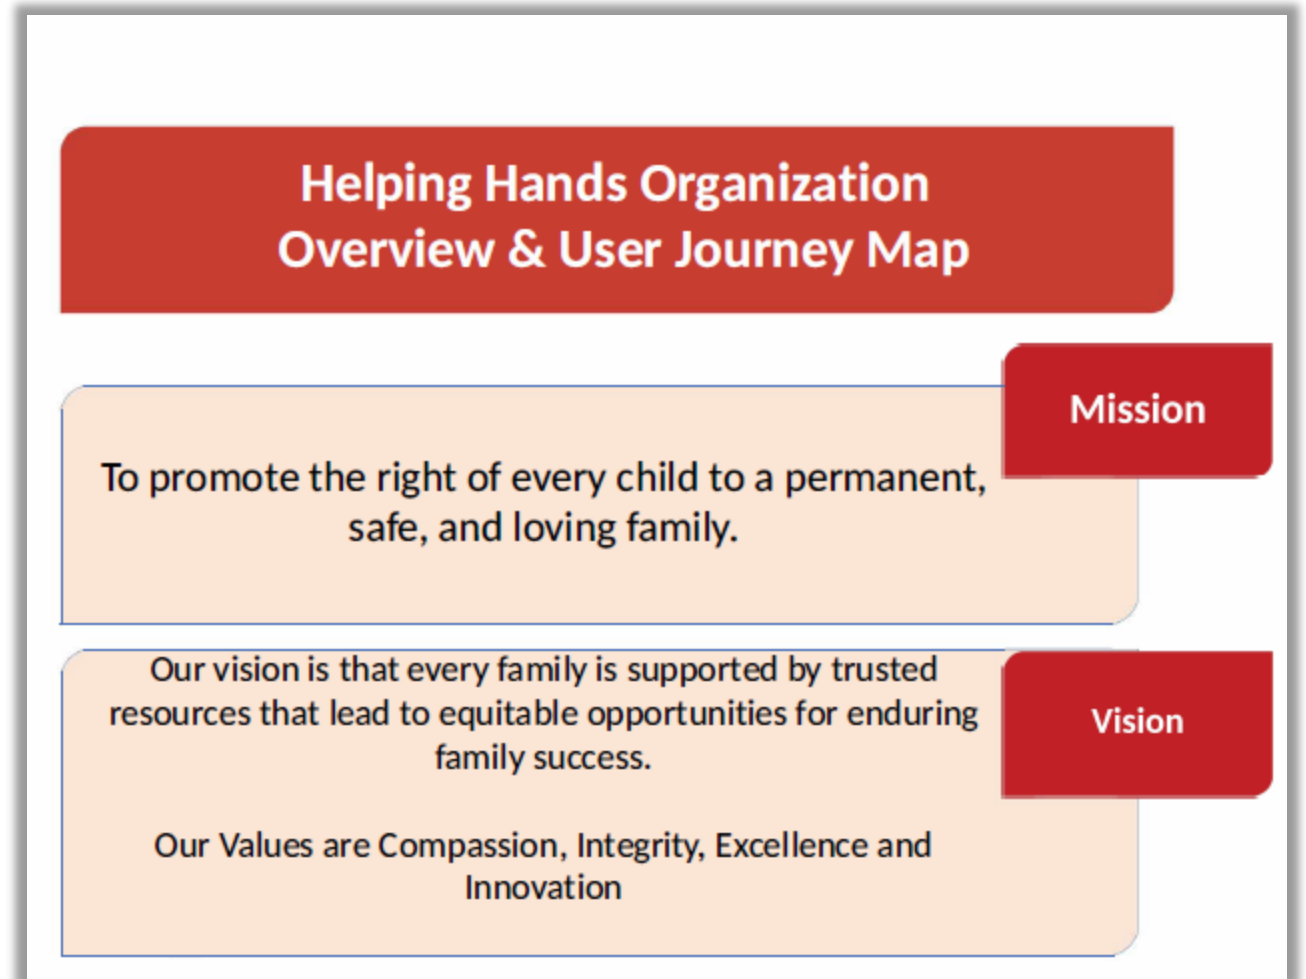 Helping Hands Organization
Overview & User Journey Map
Mission
To promote the right of every child to a permanent,
safe, and loving family.
Vision
Our vision is that every family is supported by trusted
resources that lead to equitable opportunities for enduring
family success.
Our Values are Compassion, Integrity, Excellence and
Innovation